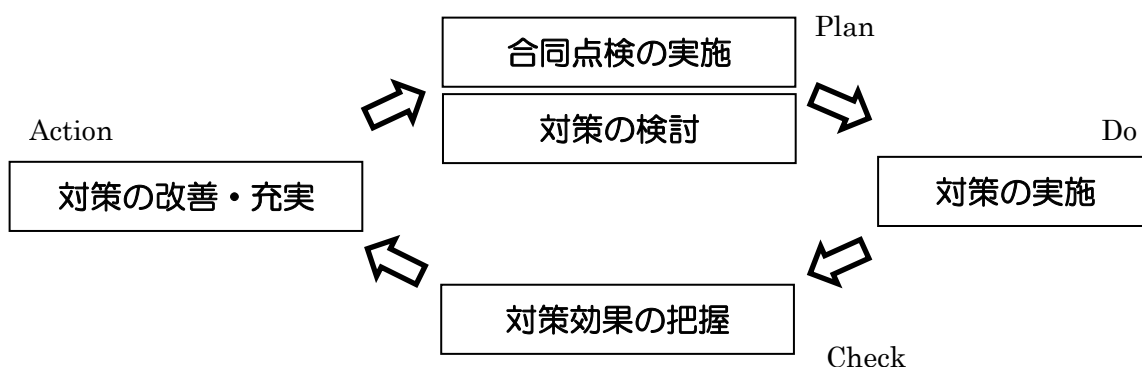 合同点検の実施
Plan
対策の検討
Action
Do
対策の改善・充実
対策の実施
対策効果の把握
Check